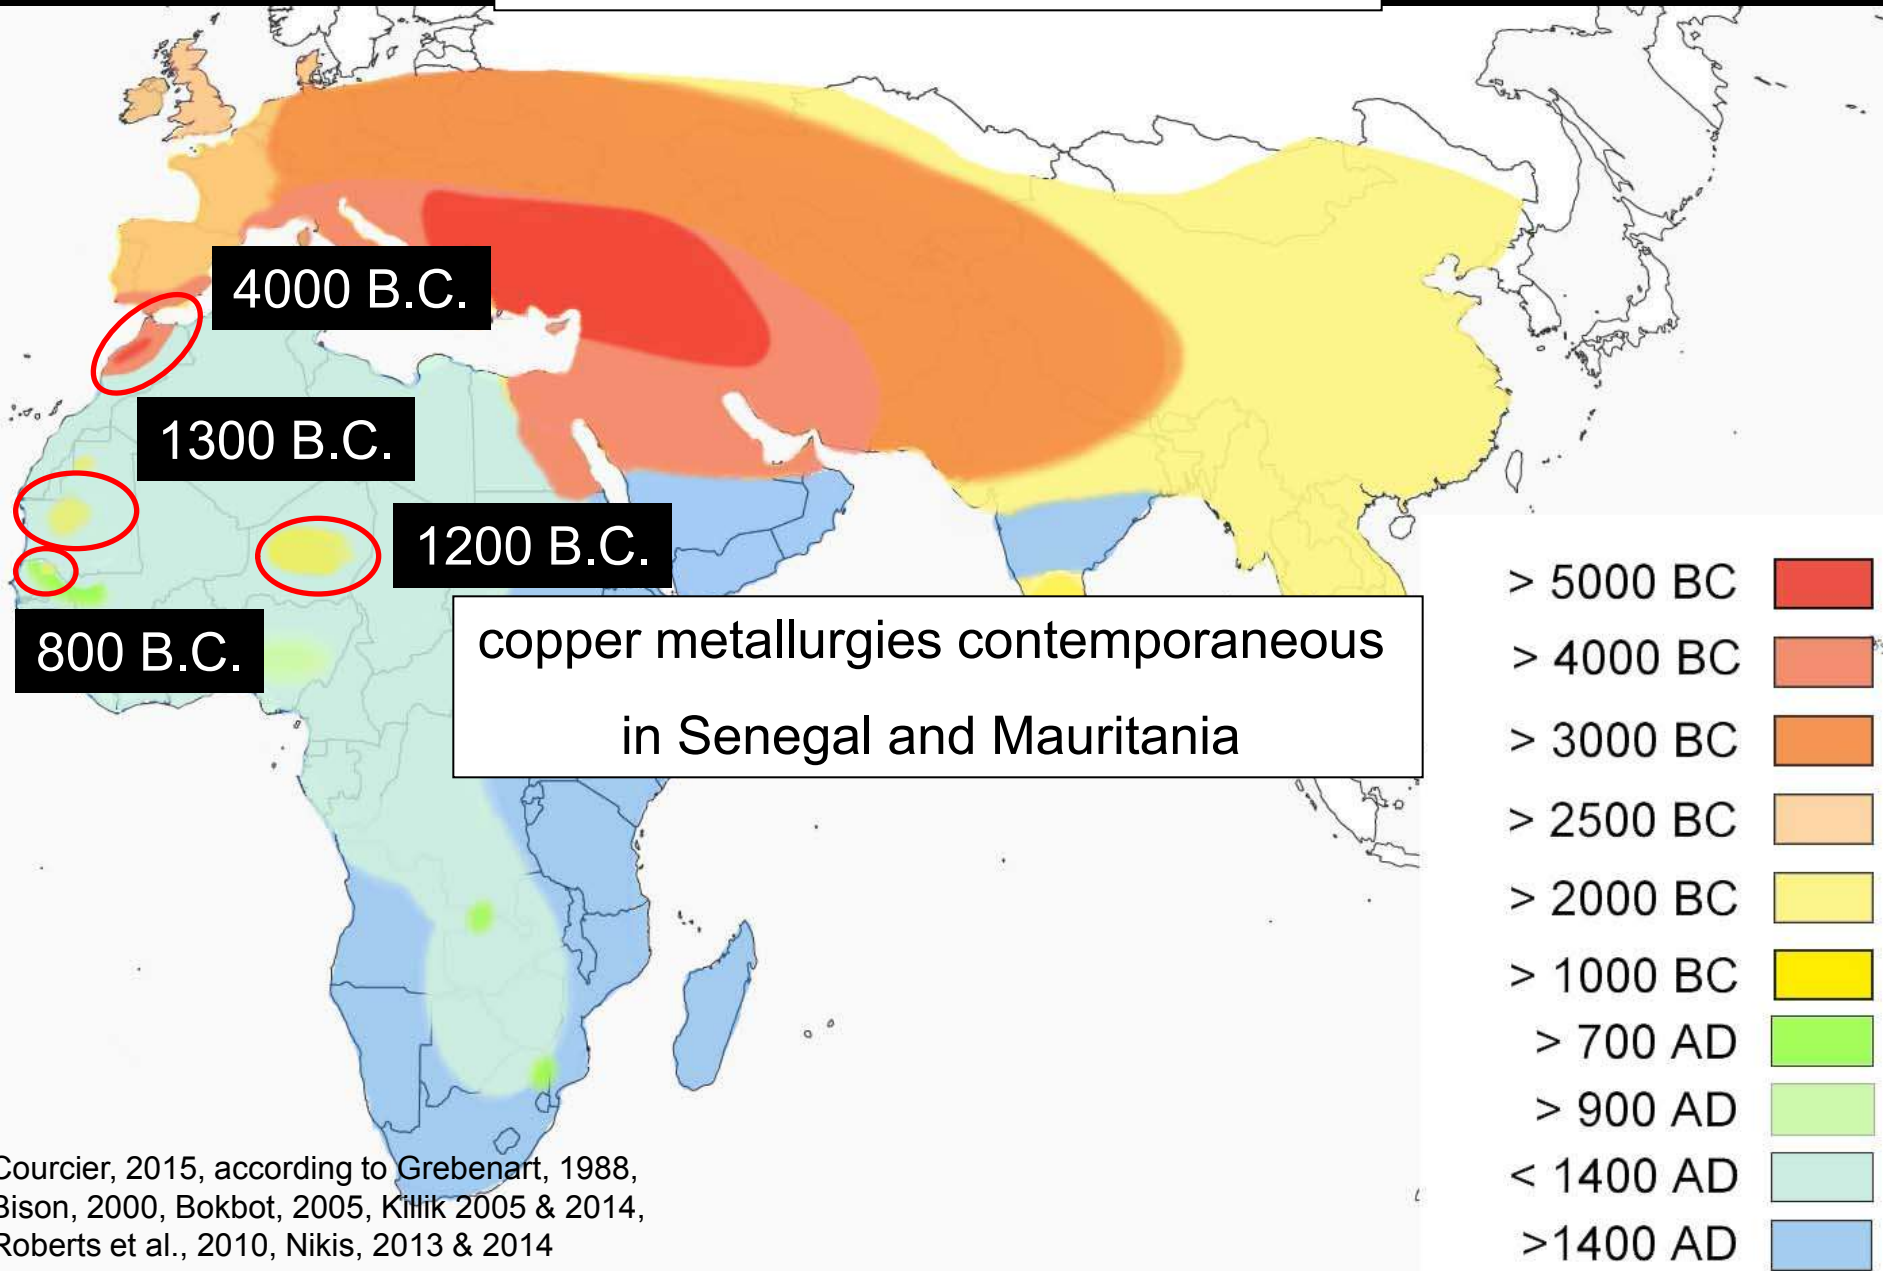 4000 B.C.
1300 B.C.
1200 B.C.
800 B.C.
copper metallurgies contemporaneous
in Senegal and Mauritania
> 5000 BC
> 4000 BC
> 3000 BC
> 2500 BC
> 2000 BC
> 1000 BC
> 700 AD
> 900 AD
< 1400 AD
>1400 AD
Courcier, 2015, according to Grebenart, 1988,
Bison, 2000, Bokbot, 2005, Killik 2005 & 2014,
Roberts et al., 2010, Nikis, 2013 & 2014